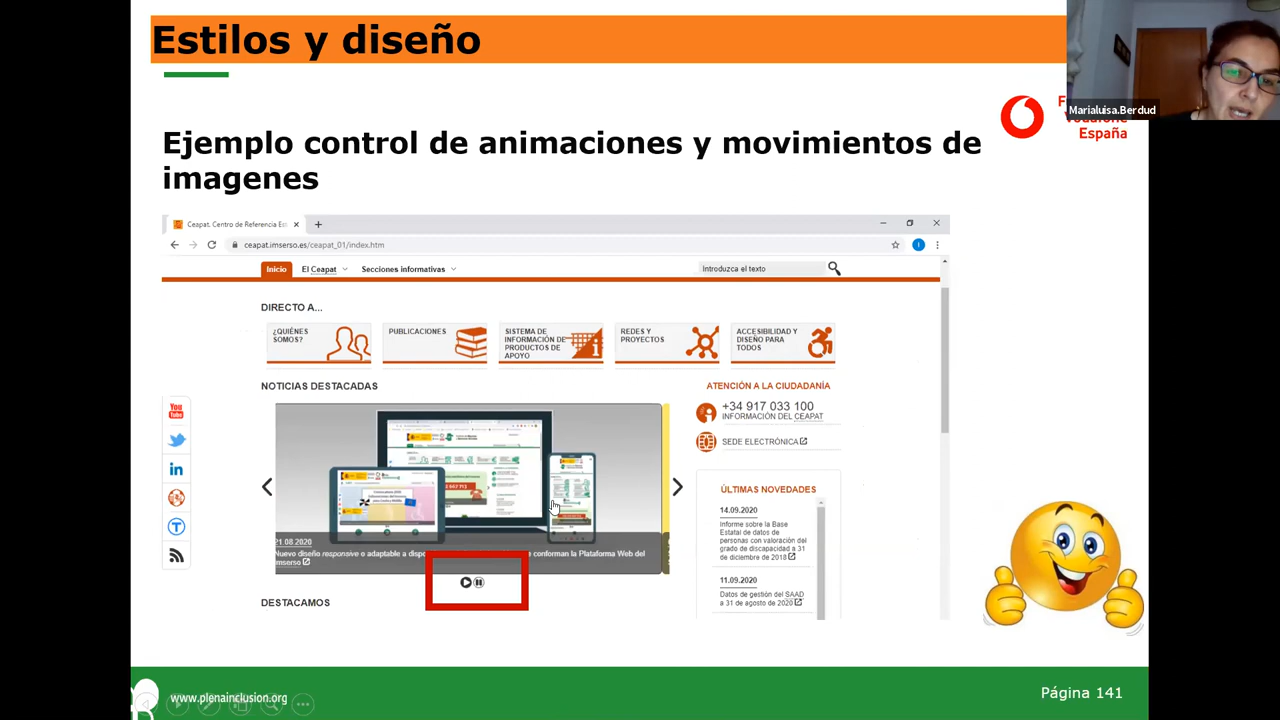 Estilos y diseño
Marialuisa.Berdud
España
Ejemplo control de animaciones y movimientos de
imagenes
Ceapat. Centro de Referencia Est
ceapat.imserso.es/ceapat_01/index.htm
Inicio El Ceapat Secciones informativas Introduzca el texto
DIRECTO A...
¿QUIÉNES
SOMOS?
PUBLICACIONES
SISTEMA DE
INFORMACIÓN DE
PRODUCTOS DE
APOYO
REDES Y
PROYECTOS
ACCESIBILIDAD Y
DISEÑO PARA
TODOS
NOTICIAS DESTACADAS
You
Tube
21 08 2020
Nuevo diseño responsive o adaptable a dispo
conforman la Plataforma Web del
Imserso
DESTACAMOS
ATENCIÓN A LA CIUDADANÍA
+34 917 033 100
INFORMACIÓN DEL CEAPAT
SEDE ELECTRÓNICA
ÚLTIMAS NOVEDADES
14.09.2020
Informe sobre la Base
Estatal de datos de
personas con valoración del
grado de discapacidad a 31
de diciembre de 2018
11.09.2020
Datos de gestión del SAAD
a 31 de agosto de 2020
www.plenainclusion.org
Página 141